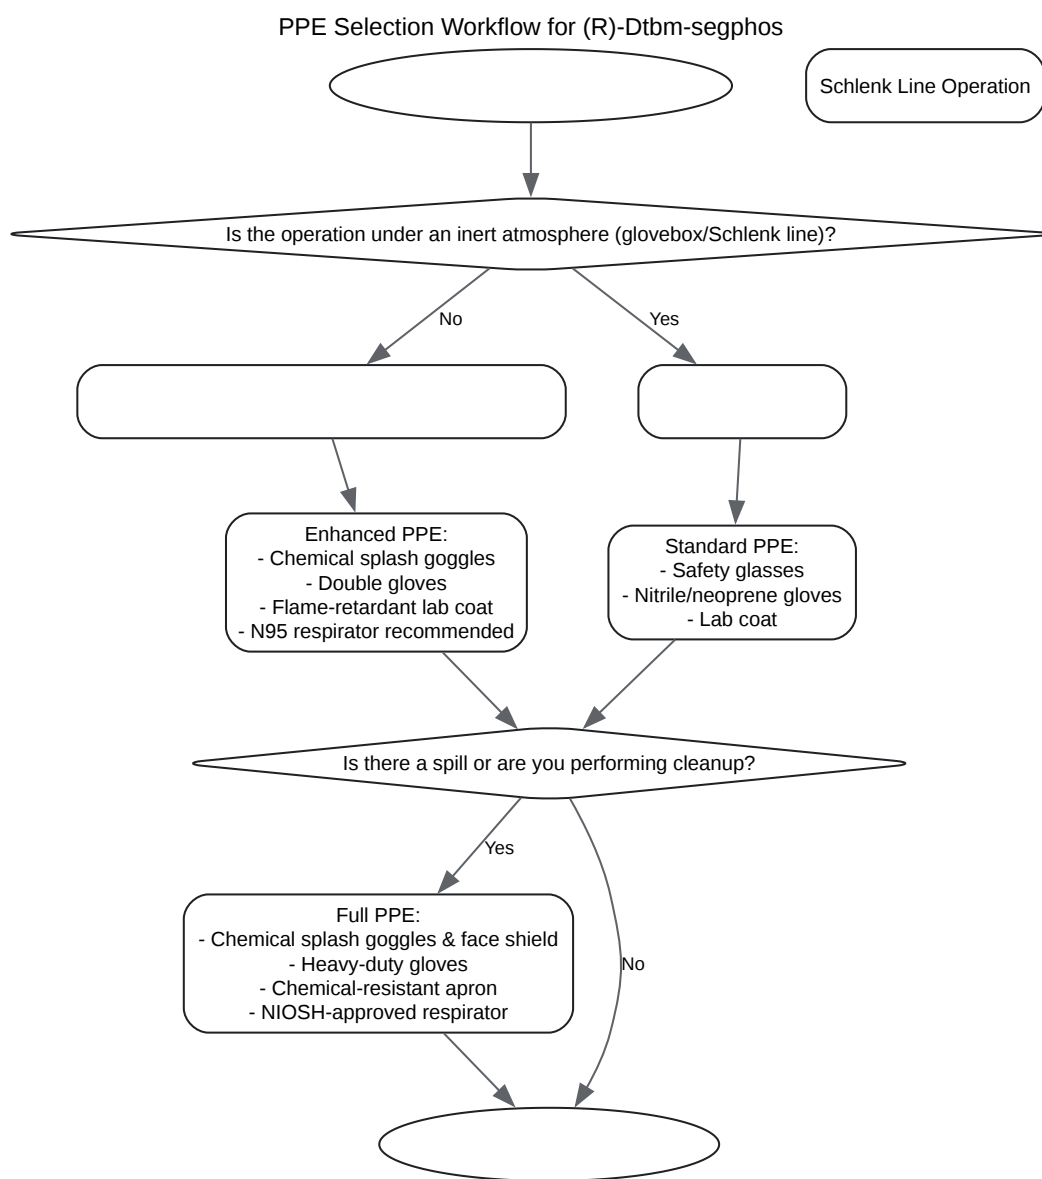 PPE Selection Workflow for (R)-Dtbm-segphos
Schlenk Line Operation
Is the operation under an inert atmosphere (glovebox/Schlenk line)?
No
Yes
Enhanced PPE:
- Chemical splash goggles
- Double gloves
- Flame-retardant lab coat
- N95 respirator recommended
Standard PPE:
- Safety glasses
- Nitrile/neoprene gloves
- Lab coat
Is there a spill or are you performing cleanup?
Yes
No
Full PPE:
- Chemical splash goggles & face shield
- Heavy-duty gloves
- Chemical-resistant apron
- NIOSH-approved respirator